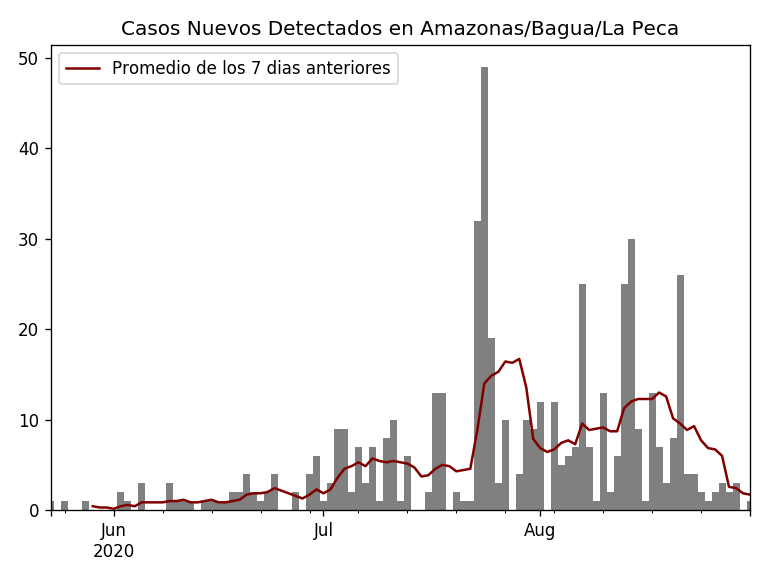 Casos Nuevos Detectados en Amazonas/Bagua/La Peca
Promedio de los 7 dias anteriores
50
40
30
20
10
0
Jun
2020
Jul
Aug